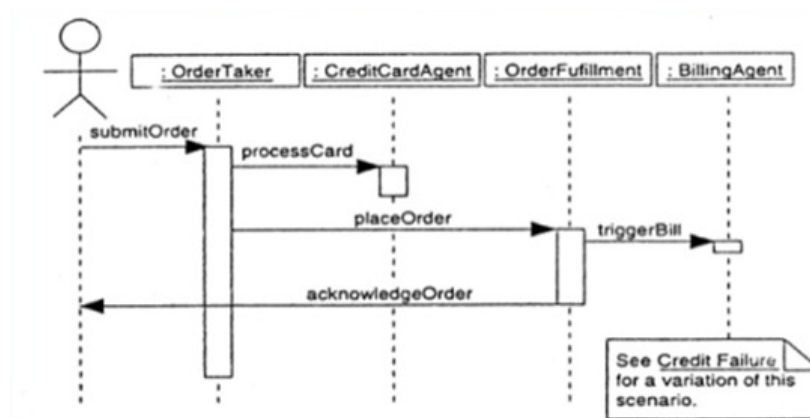 : OrderTaker
: CreditCardAgent
: OrderFufillment
: BillingAgent
submitOrder
processCard
placeOrder
triggerBill
acknowledgeOrder
See Credit Failure
for a variation of this
scenario.